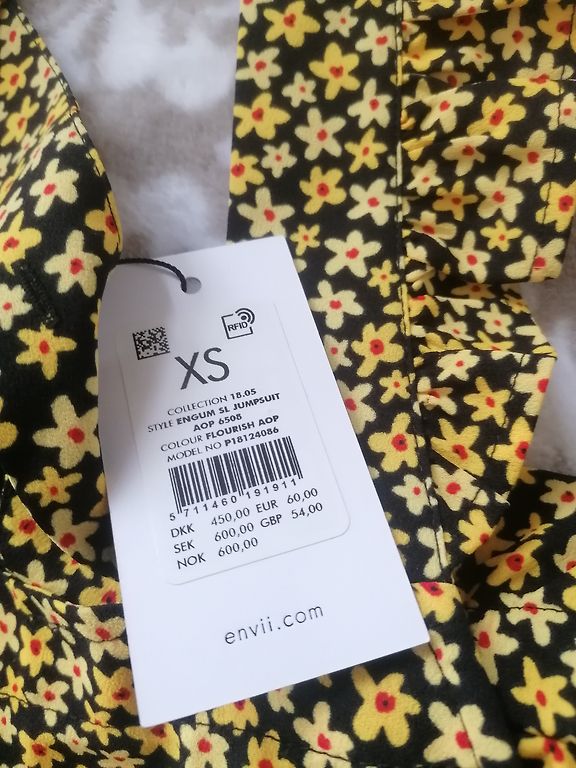 RFID
XS
COLLECTION 18.05
STYLE ENGUM SL JUMPSUIT
AOP 6508
COLOUR FLOURISH AOP
MODEL NO P18124086
5 711460 191911
DKK 450,00 EUR 60,00
SEK 600,00 GBP 54,00
NOK 600,00
envii.com